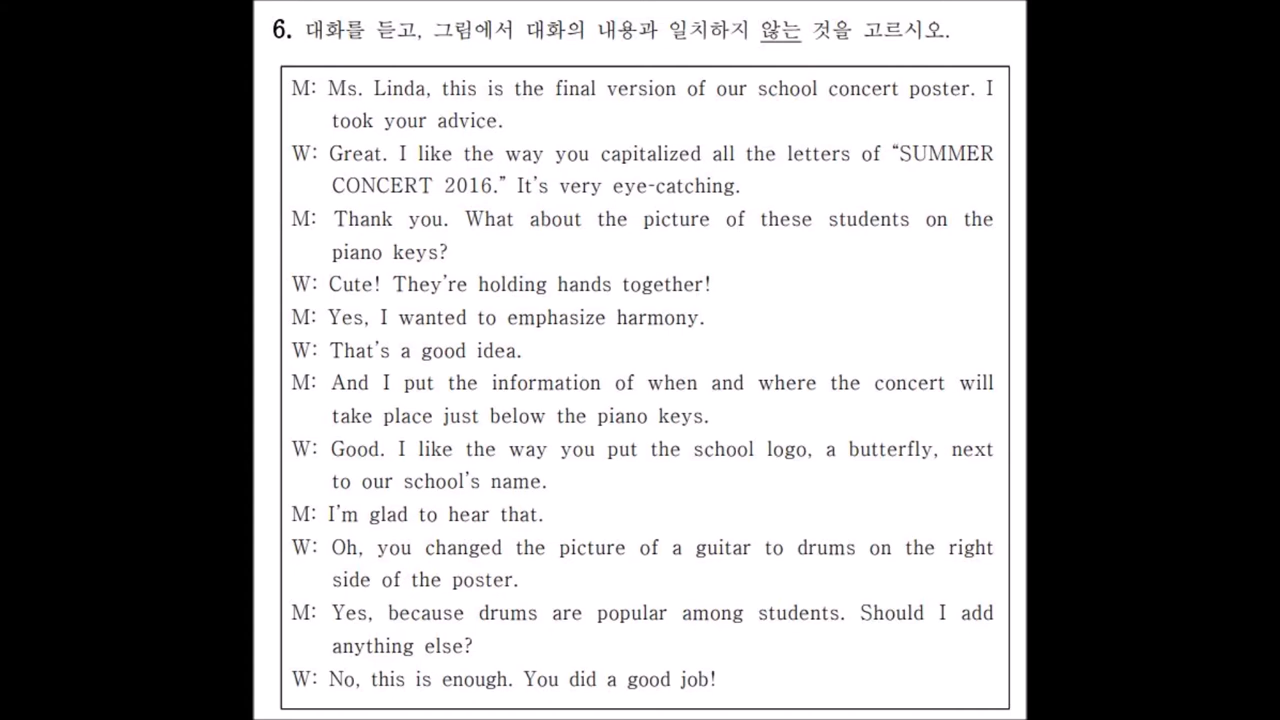 6. 대화를 듣고, 그림에서 대화의 내용과 일치하지 않는 것을 고르시오.
M: Ms. Linda, this is the final version of our school concert poster. I
took your advice.
W: Great. I like the way you capitalized all the letters of “SUMMER
CONCERT 2016.” It’s very eye-catching.
M: Thank you. What about the picture of these students on the
piano keys?
W: Cute! They’re holding hands together!
M: Yes, I wanted to emphasize harmony.
W: That’s a good idea.
M: And I put the information of when and where the concert will
take place just below the piano keys.
W: Good. I like the way you put the school logo, a butterfly, next
to our school’s name.
M: I’m glad to hear that.
W: Oh, you changed the picture of a guitar to drums on the right
side of the poster.
M: Yes, because drums are popular among students. Should I add
anything else?
W: No, this is enough. You did a good job!